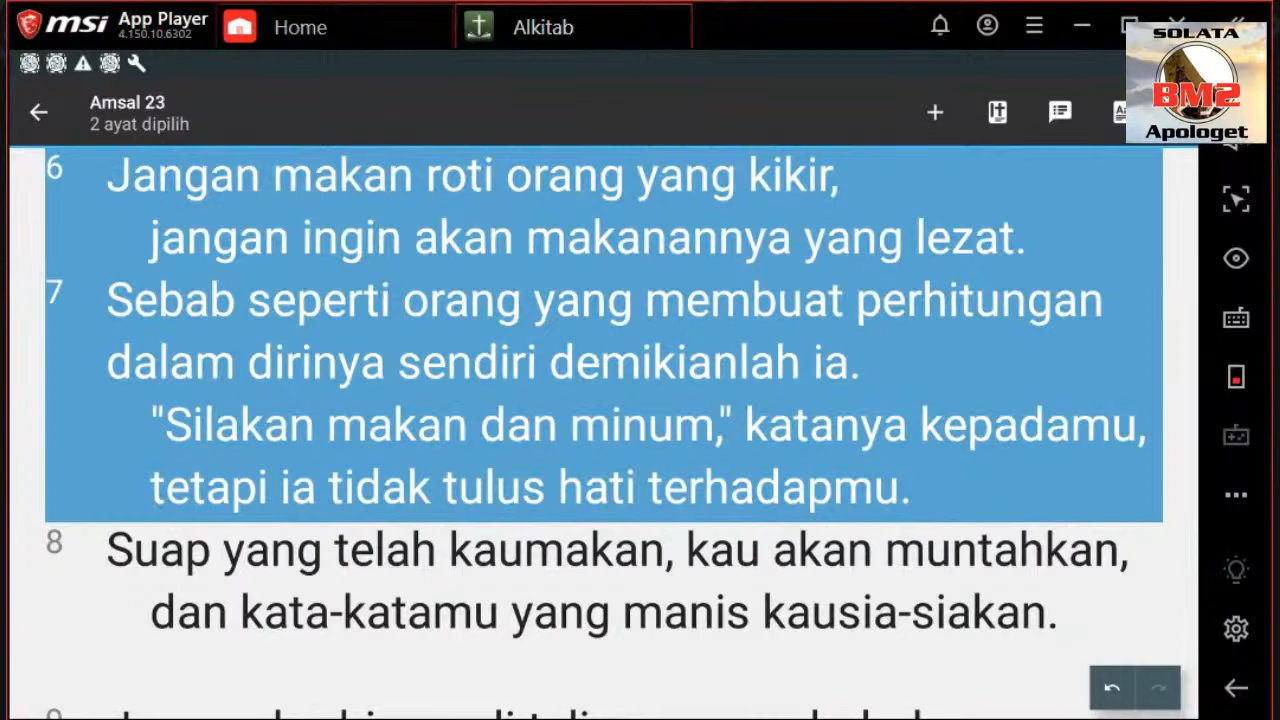 msi App Player
4.150.10.6302
Home
Alkitab
SOLATA
BM2
Apologet
Amsal 23
2 ayat dipilih
6 Jangan makan roti orang yang kikir,
jangan ingin akan makanannya yang lezat.
7 Sebab seperti orang yang membuat perhitungan
dalam dirinya sendiri demikianlah ia.
"Silakan makan dan minum," katanya kepadamu,
tetapi ia tidak tulus hati terhadapmu.
8 Suap yang telah kaumakan, kau akan muntahkan,
dan kata-katamu yang manis kausia-siakan.